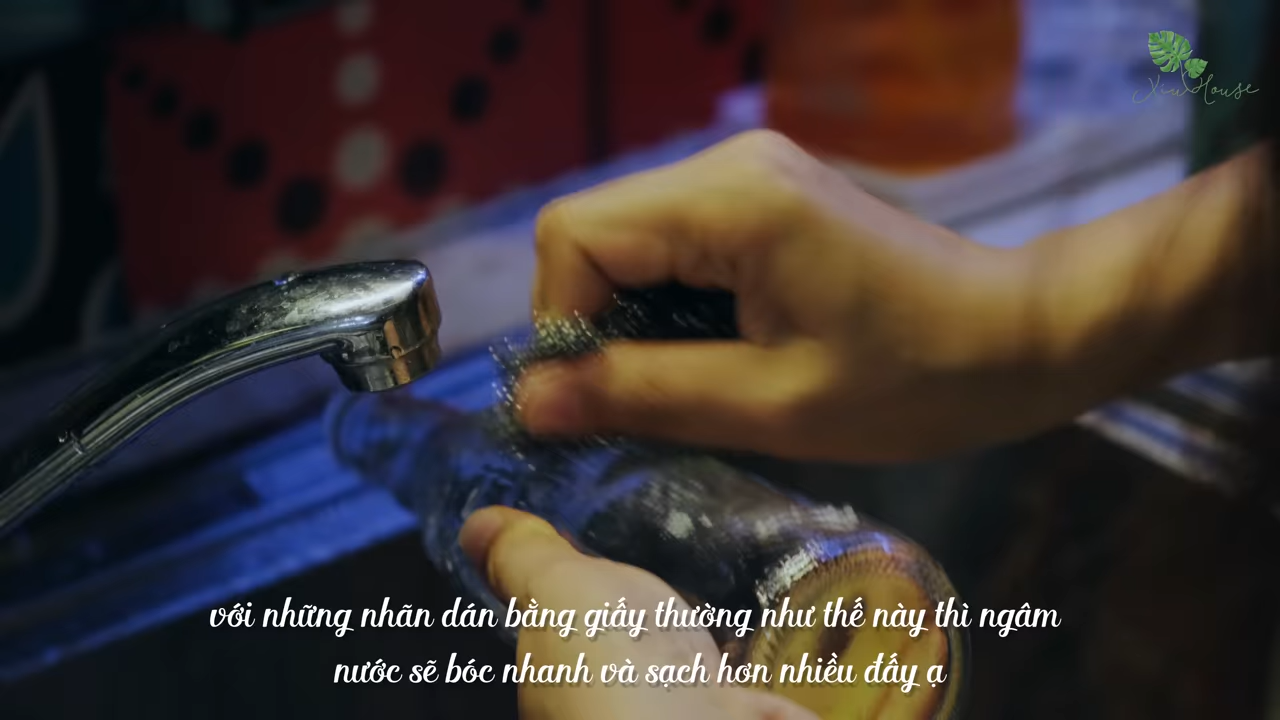 Xiu House
với những nhãn dán bằng giấy thường như thế này thì ngâm
nước sẽ bóc nhanh và sạch hơn nhiều đấy ạ